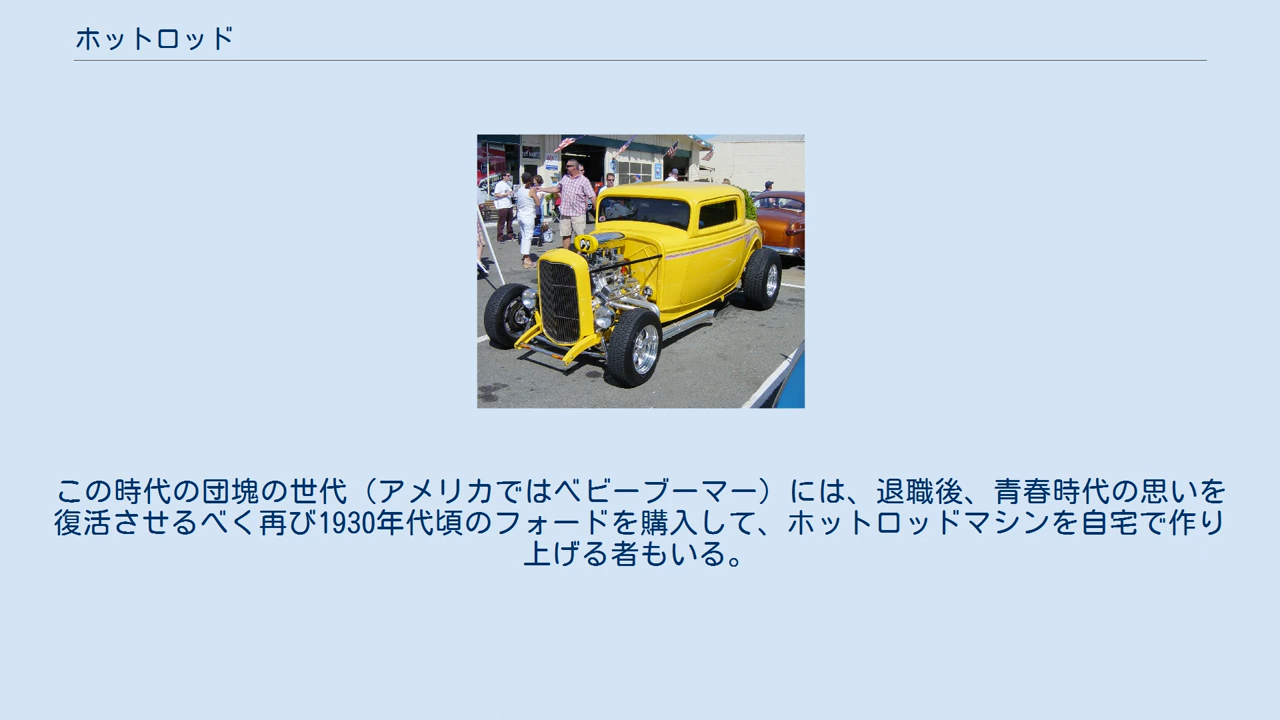 ホットロッド
この時代の団塊の世代（アメリカではベビーブーマー）には、退職後、青春時代の思いを
復活させるべく再び1930年代頃のフォードを購入して、ホットロッドマシンを自宅で作り
上げる者もいる。